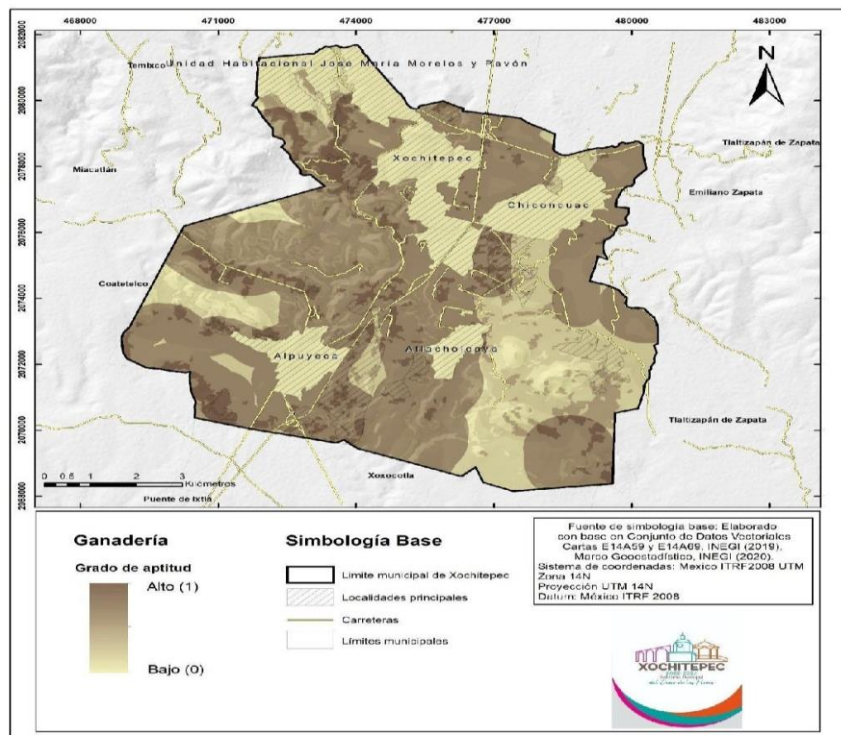 468000 471000 474000 477000 480000 483000
2082000
2080000
2078000
2076000
2074000
2072000
2070000
2068000
Temixco
Unidad Habitacional José María Morelos y Pavón
N
Tlaltizapán de Zapata
Xochitepec
Miacatlán
Emiliano Zapata
Chiconcuac
Coatetelco
Alpuyeca
Atlacholoaya
Tlaltizapán de Zapata
Xoxocotla
0 0.5 1 2 3
Kilómetros
Puente de Ixtla
Ganadería
Grado de aptitud
Alto (1)
Bajo (0)
Simbología Base
Límite municipal de Xochitepec
Localidades principales
Carreteras
Límites municipales
Fuente de simbología base: Elaborado
con base en Conjunto de Datos Vectoriales
Cartas E14A59 y E14A69, INEGI (2019),
Marco Geoestadístico, INEGI (2020).
Sistema de coordenadas: Mexico ITRF2008 UTM
Zona 14N
Proyección UTM 14N
Datum: México ITRF 2008
XOCHITEPEC